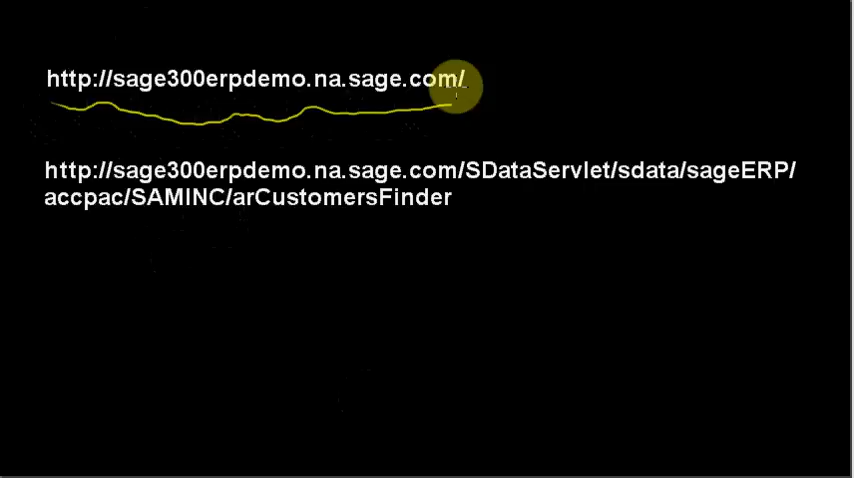 http://sage300erpdemo.na.sage.com/
http://sage300erpdemo.na.sage.com/SDataServlet/sdata/sageERP/
accpac/SAMINC/arCustomersFinder